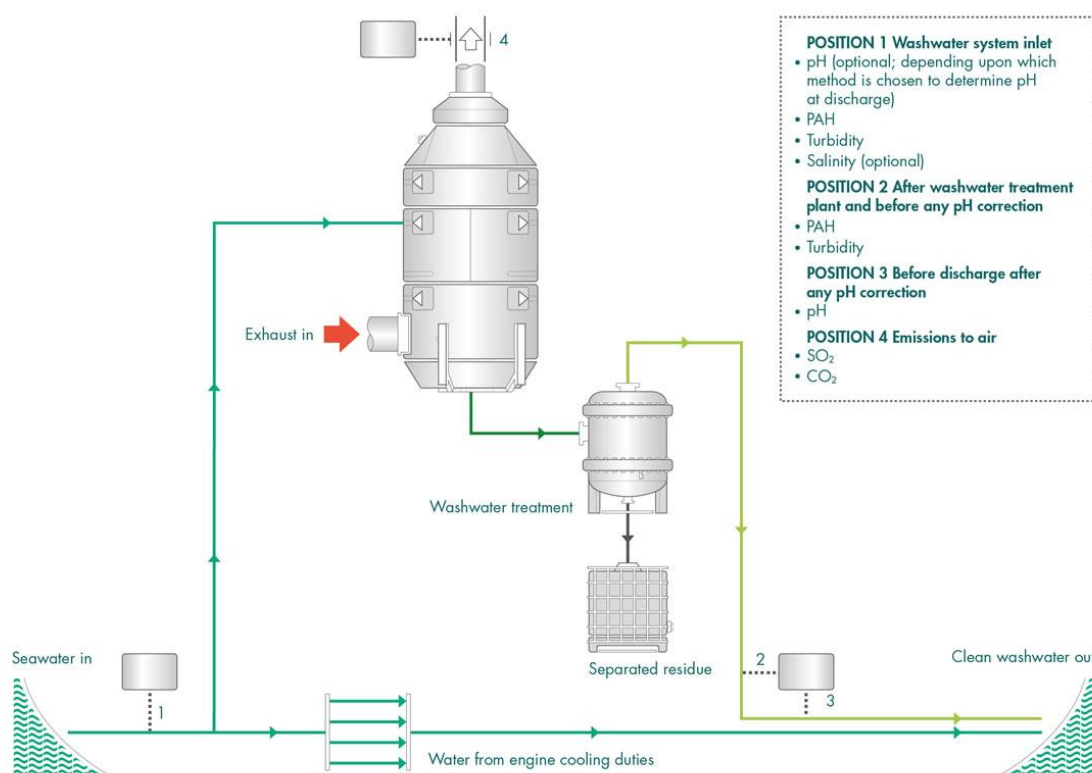 4
POSITION 1 Washwater system inlet
• pH (optional; depending upon which
method is chosen to determine pH
at discharge)
• PAH
• Turbidity
• Salinity (optional)
POSITION 2 After washwater treatment
plant and before any pH correction
• PAH
• Turbidity
POSITION 3 Before discharge after
any pH correction
• pH
POSITION 4 Emissions to air
• SO₂
• CO₂
Exhaust in
Washwater treatment
Separated residue
Seawater in
1
2
3
Clean washwater ou
Water from engine cooling duties